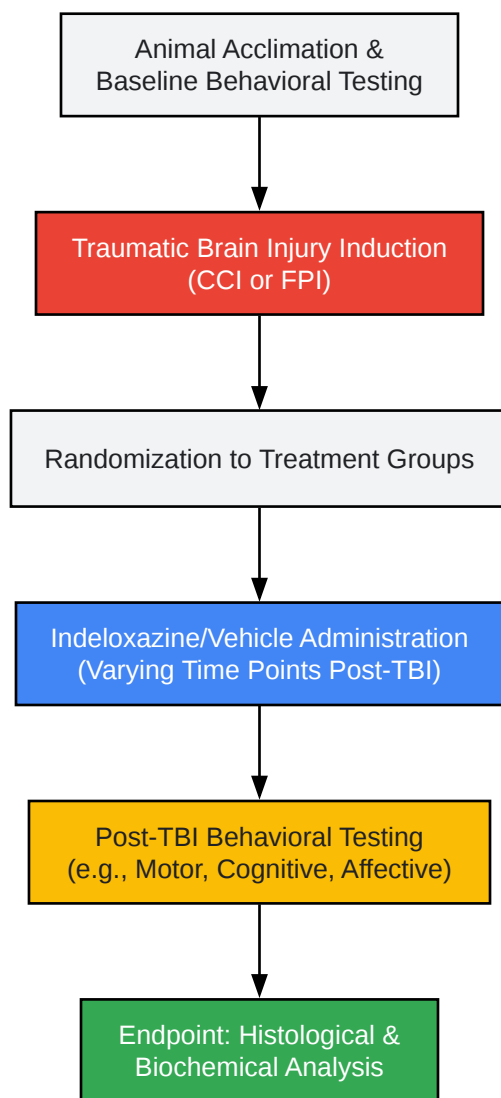 Animal Acclimation &
Baseline Behavioral Testing
Traumatic Brain Injury Induction
(CCI or FPI)
Randomization to Treatment Groups
Indeloxazine/Vehicle Administration
(Varying Time Points Post-TBI)
Post-TBI Behavioral Testing
(e.g., Motor, Cognitive, Affective)
Endpoint: Histological &
Biochemical Analysis